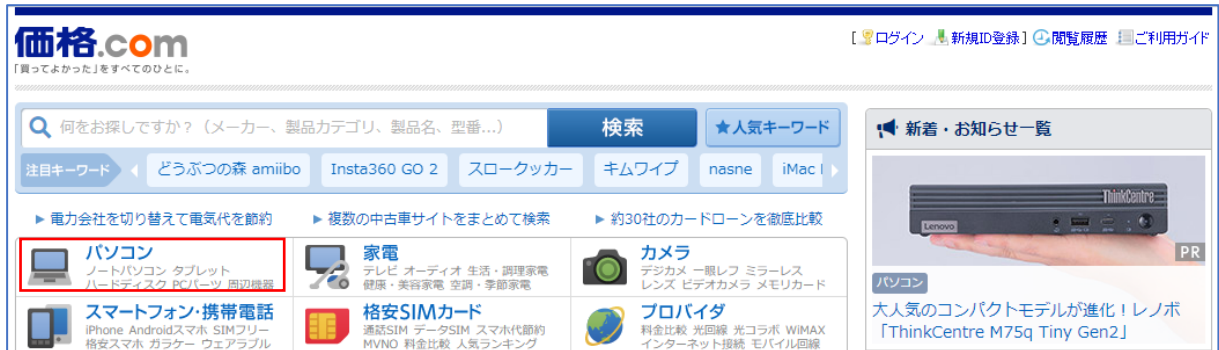 価格.com
「買ってよかった」をすべてのひとに。
[ログイン 新規ID登録] 閲覧履歴 ご利用ガイド
何をお探しですか？（メーカー、製品カテゴリ、製品名、型番...）
検索
★人気キーワード
注目キーワード
どうぶつの森 amiibo
Insta360 GO 2
スロークッカー
キムワイプ
nasne
iMac
電力会社を切り替えて電気代を節約
複数の中古車サイトをまとめて検索
約30社のカードローンを徹底比較
パソコン
ノートパソコン タブレット
ハードディスク PCパーツ 周辺機器
家電
テレビ オーディオ 生活・調理家電
健康・美容家電 空調・季節家電
カメラ
デジカメ 一眼レフ ミラーレス
レンズ ビデオカメラ メモリカード
スマートフォン・携帯電話
iPhone Androidスマホ SIMフリー
格安スマホ ガラケー ウェアラブル
格安SIMカード
通話SIM データSIM スマホ代節約
MVNO 料金比較 人気ランキング
プロバイダ
料金比較 光回線 光コラボ WiMAX
インターネット接続 モバイル回線
新着・お知らせ一覧
ThinkCentre
Lenovo
PR
パソコン
大人気のコンパクトモデルが進化！レノボ
「ThinkCentre M75q Tiny Gen2」